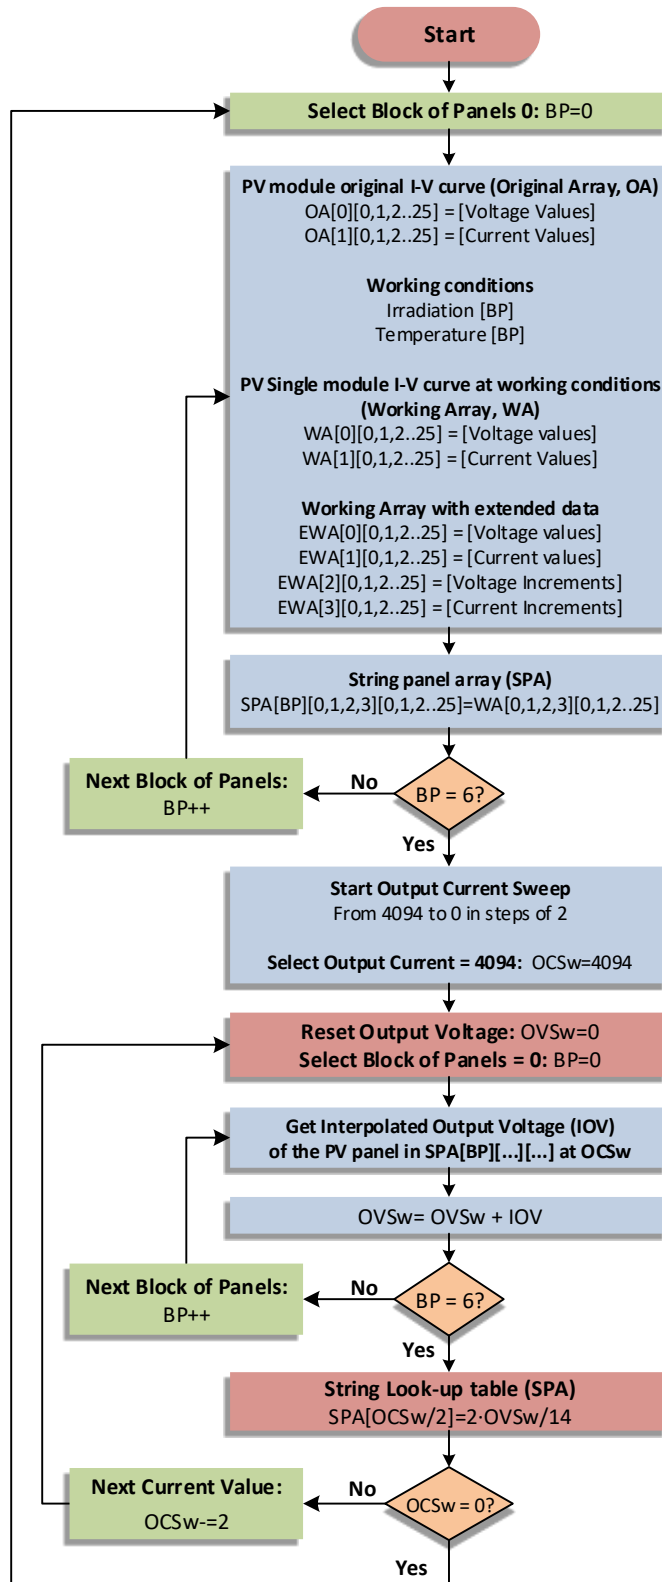 Start
Select Block of Panels 0: BP=0
PV module original I-V curve (Original Array, OA)
OA[0][0,1,2..25] = [Voltage Values]
OA[1][0,1,2..25] = [Current Values]
Working conditions
Irradiation [BP]
Temperature [BP]
PV Single module I-V curve at working conditions
(Working Array, WA)
WA[0][0,1,2..25] = [Voltage values]
WA[1][0,1,2..25] = [Current Values]
Working Array with extended data
EWA[0][0,1,2..25] = [Voltage values]
EWA[1][0,1,2..25] = [Current values]
EWA[2][0,1,2..25] = [Voltage Increments]
EWA[3][0,1,2..25] = [Current Increments]
String panel array (SPA)
SPA[BP][0,1,2,3][0,1,2..25]=WA[0,1,2,3][0,1,2..25]
Next Block of Panels:
BP++
No
BP = 6?
Yes
Start Output Current Sweep
From 4094 to 0 in steps of 2
Select Output Current = 4094: OCSw=4094
Reset Output Voltage: OVSw=0
Select Block of Panels = 0: BP=0
Get Interpolated Output Voltage (IOV)
of the PV panel in SPA[BP][...][...] at OCSw
OVSw= OVSw + IOV
Next Block of Panels:
BP++
No
BP = 6?
Yes
String Look-up table (SPA)
SPA[OCSw/2]=2·OVSw/14
Next Current Value:
OCSw-=2
No
OCSw = 0?
Yes